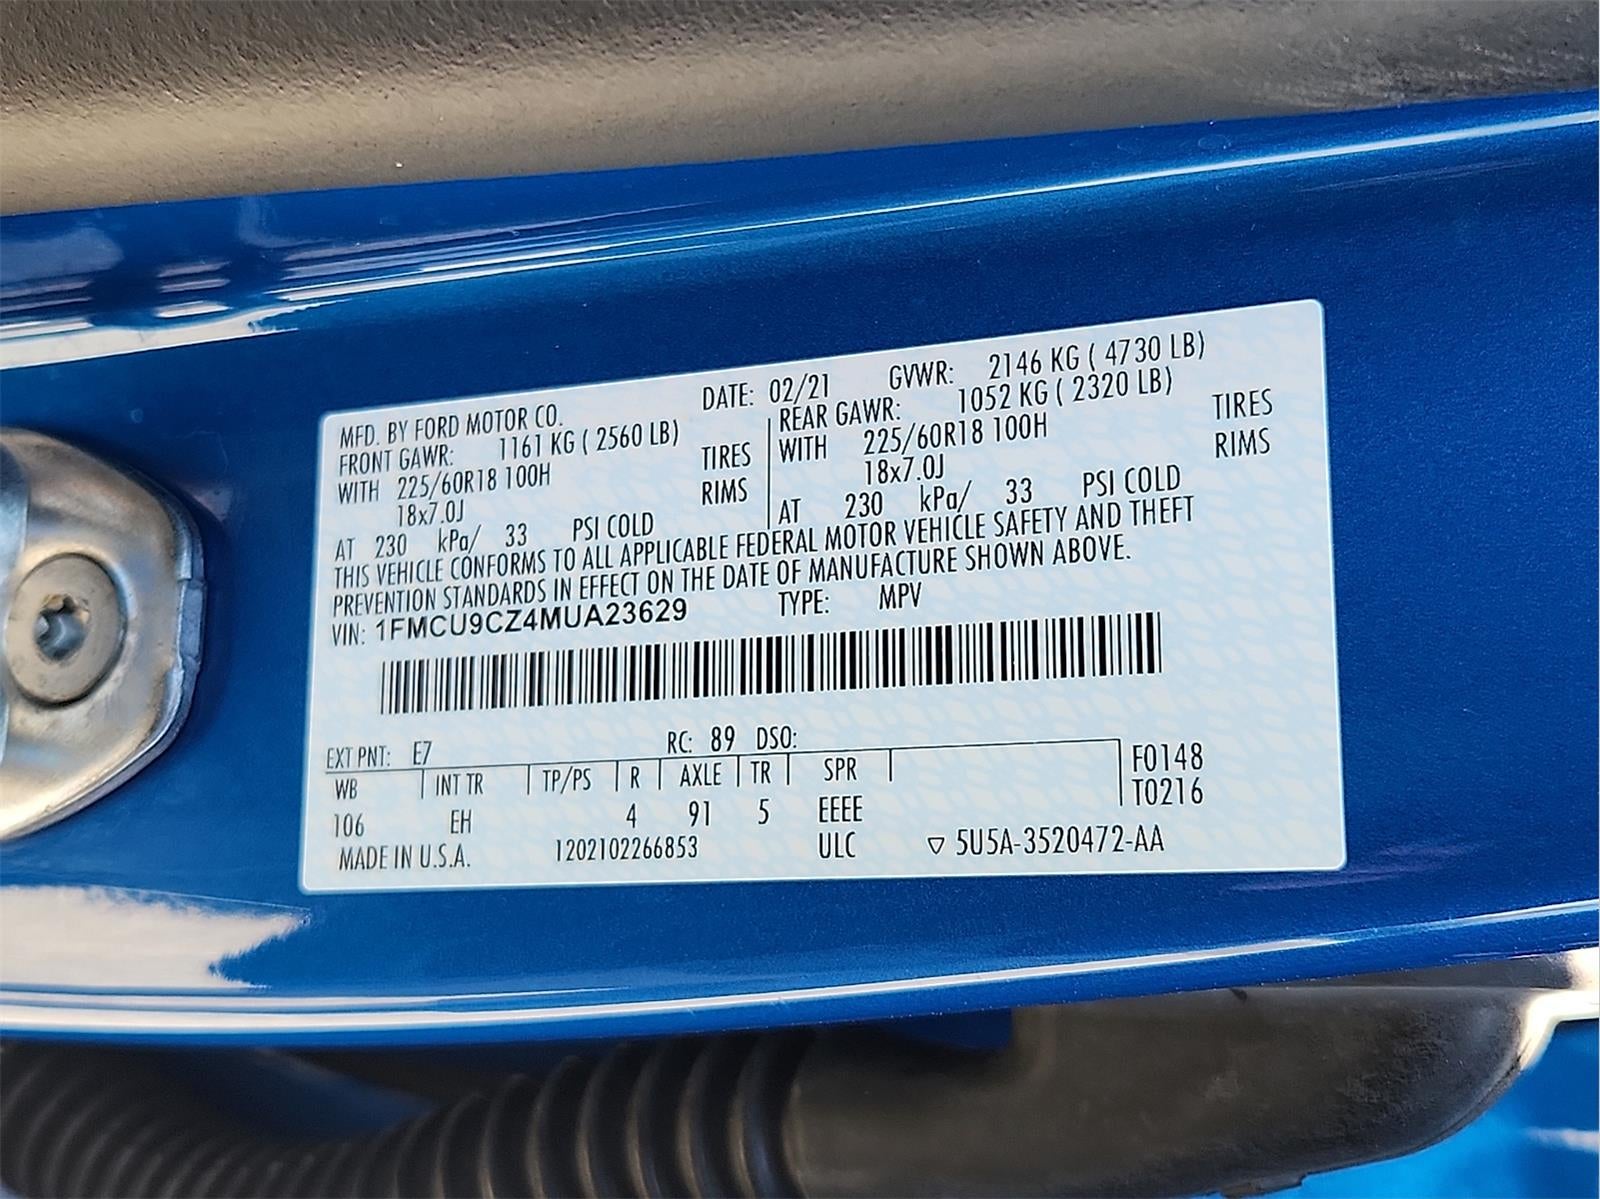 MFD. BY FORD MOTOR CO. DATE: 02/21 GVWR: 2146 KG ( 4730 LB)
FRONT GAWR: 1161 KG ( 2560 LB)
WITH 225/60R18 100H TIRES
18x7.0J RIMS
AT 230 kPa/ 33 PSI COLD
REAR GAWR: 1052 KG ( 2320 LB)
WITH 225/60R18 100H TIRES
18x7.0J RIMS
AT 230 kPa/ 33 PSI COLD
THIS VEHICLE CONFORMS TO ALL APPLICABLE FEDERAL MOTOR VEHICLE SAFETY AND THEFT
PREVENTION STANDARDS IN EFFECT ON THE DATE OF MANUFACTURE SHOWN ABOVE.
VIN: 1FMCU9CZ4MUA23629 TYPE: MPV
EXT PNT: E7 RC: 89 DSO:
WB INT TR TP/PS R AXLE TR SPR F0148
106 EH 4 91 5 EEEE T0216
MADE IN U.S.A. 1202102266853 ULC ▽ 5U5A-3520472-AA